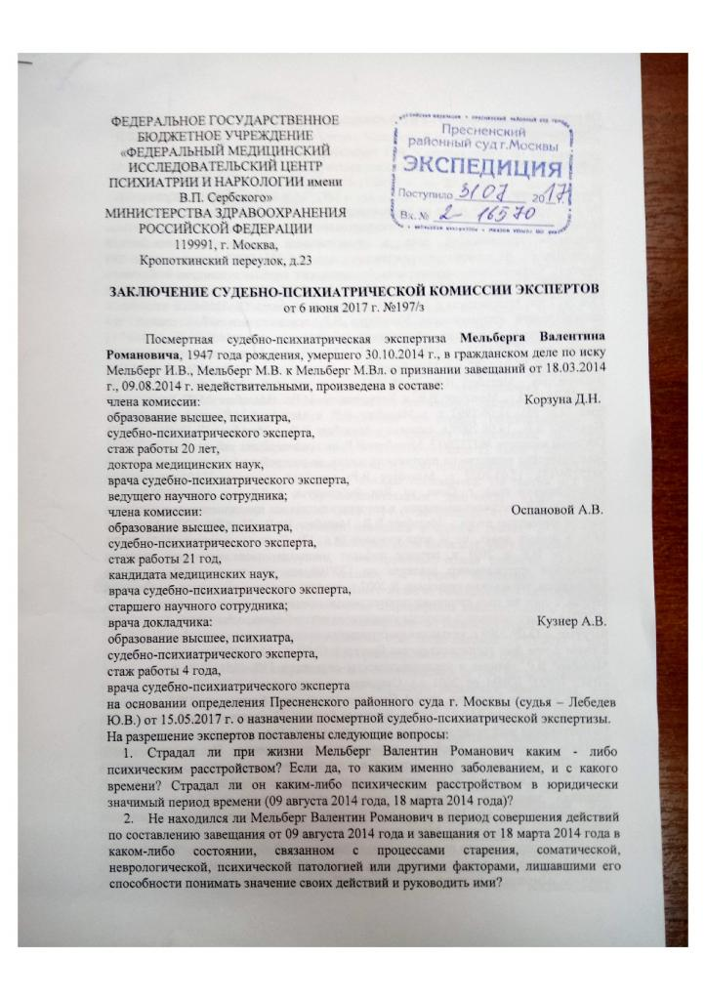 ФЕДЕРАЛЬНОЕ ГОСУДАРСТВЕННОЕ
БЮДЖЕТНОЕ УЧРЕЖДЕНИЕ
«ФЕДЕРАЛЬНЫЙ МЕДИЦИНСКИЙ
ИССЛЕДОВАТЕЛЬСКИЙ ЦЕНТР
ПСИХИАТРИИ И НАРКОЛОГИИ имени
В.П. Сербского»
МИНИСТЕРСТВА ЗДРАВООХРАНЕНИЯ
РОССИЙСКОЙ ФЕДЕРАЦИИ
119991, г. Москва,
Кропоткинский переулок, д.23
Пресненский
районный суд г.Москвы
ЭКСПЕДИЦИЯ
Поступило 31 07 2017
Вх. № 2-16570
ЗАКЛЮЧЕНИЕ СУДЕБНО-ПСИХИАТРИЧЕСКОЙ КОМИССИИ ЭКСПЕРТОВ
от 6 июня 2017 г. №197/з
Посмертная судебно-психиатрическая экспертиза Мельберга Валентина
Романовича, 1947 года рождения, умершего 30.10.2014 г., в гражданском деле по иску
Мельберг И.В., Мельберг М.В. к Мельберг М.Вл. о признании завещаний от 18.03.2014
г., 09.08.2014 г. недействительными, произведена в составе:
члена комиссии: Корзуна Д.Н.
образование высшее, психиатра,
судебно-психиатрического эксперта,
стаж работы 20 лет,
доктора медицинских наук,
врача судебно-психиатрического эксперта,
ведущего научного сотрудника;
члена комиссии: Оспановой А.В.
образование высшее, психиатра,
судебно-психиатрического эксперта,
стаж работы 21 год,
кандидата медицинских наук,
врача судебно-психиатрического эксперта,
старшего научного сотрудника;
врача докладчика: Кузнер А.В.
образование высшее, психиатра,
судебно-психиатрического эксперта,
стаж работы 4 года,
врача судебно-психиатрического эксперта
на основании определения Пресненского районного суда г. Москвы (судья – Лебедев
Ю.В.) от 15.05.2017 г. о назначении посмертной судебно-психиатрической экспертизы.
На разрешение экспертов поставлены следующие вопросы:
1. Страдал ли при жизни Мельберг Валентин Романович каким - либо
психическим расстройством? Если да, то каким именно заболеванием, и с какого
времени? Страдал ли он каким-либо психическим расстройством в юридически
значимый период времени (09 августа 2014 года, 18 марта 2014 года)?
2. Не находился ли Мельберг Валентин Романович в период совершения действий
по составлению завещания от 09 августа 2014 года и завещания от 18 марта 2014 года в
каком-либо состоянии, связанном с процессами старения, соматической,
неврологической, психической патологией или другими факторами, лишавшими его
способности понимать значение своих действий и руководить ими?